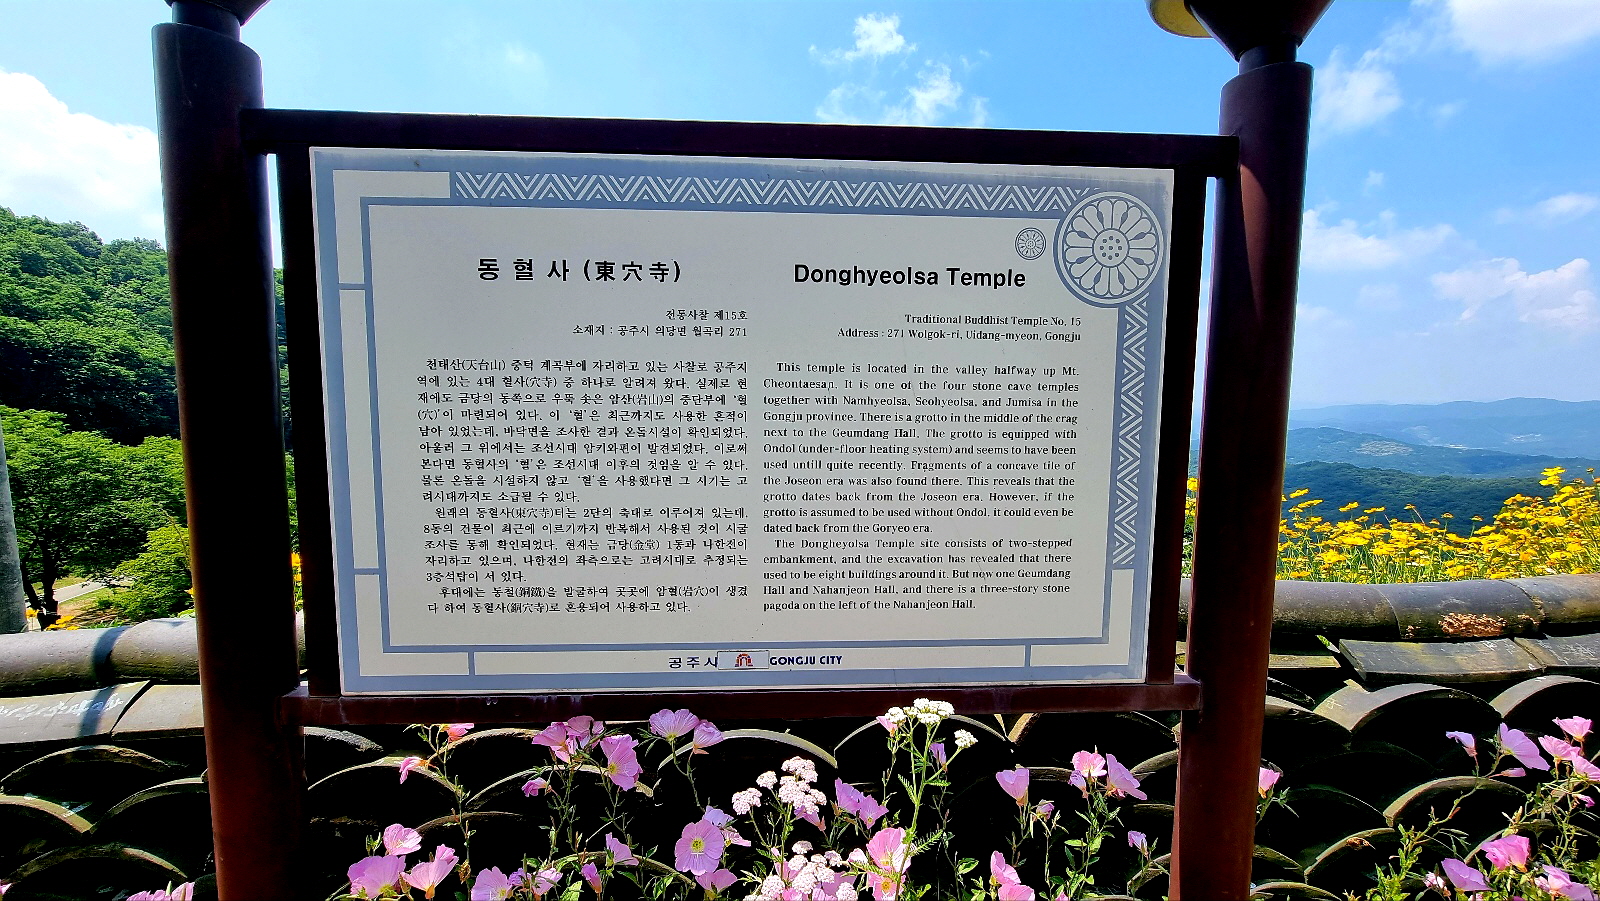 동혈사 (東穴寺)
전통사찰 제15호
소재지 : 공주시 의당면 월곡리 271
천태산(天台山) 중턱 계곡부에 자리하고 있는 사찰로 공주지
역에 있는 4대 혈사(穴寺) 중 하나로 알려져 왔다. 실제로 현
재에도 금당의 동쪽으로 우뚝 솟은 암산(岩山)의 중단부에 '혈
(穴)'이 마련되어 있다. 이 '혈'은 최근까지도 사용한 흔적이
남아 있었는데, 바닥면을 조사한 결과 온돌시설이 확인되었다.
아울러 그 위에서는 조선시대 암키와편이 발견되었다. 이로써
본다면 동혈사의 '혈'은 조선시대 이후의 것임을 알 수 있다.
물론 온돌을 시설하지 않고 '혈'을 사용했다면 그 시기는 고
려시대까지도 소급될 수 있다.
원래의 동혈사(東穴寺)터는 2단의 축대로 이루어져 있는데,
8동의 건물이 최근에 이르기까지 반복해서 사용된 것이 시굴
조사를 통해 확인되었다. 현재는 금당(金堂) 1동과 나한전이
자리하고 있으며, 나한전의 좌측으로는 고려시대로 추정되는
3층석탑이 서 있다.
후대에는 동철(銅鐵)을 발굴하여 곳곳에 암혈(岩穴)이 생겼
다 하여 동혈사(銅穴寺)로 혼용되어 사용하고 있다.
Donghyeolsa Temple
Traditional Buddhist Temple No. 15
Address : 271 Wolgok-ri, Uidang-myeon, Gongju
This temple is located in the valley halfway up Mt.
Cheontaesan. It is one of the four stone cave temples
together with Namhyeolsa, Seohyeolsa, and Jumisa in the
Gongju province. There is a grotto in the middle of the crag
next to the Geumdang Hall. The grotto is equipped with
Ondol (under-floor heating system) and seems to have been
used untill quite recently. Fragments of a concave tile of
the Joseon era was also found there. This reveals that the
grotto dates back from the Joseon era. However, if the
grotto is assumed to be used without Ondol, it could even be
dated back from the Goryeo era.
The Dongheyolsa Temple site consists of two-stepped
embankment, and the excavation has revealed that there
used to be eight buildings around it. But now one Geumdang
Hall and Nahanjeon Hall, and there is a three-story stone
pagoda on the left of the Nahanjeon Hall.
공주시 GONGJU CITY